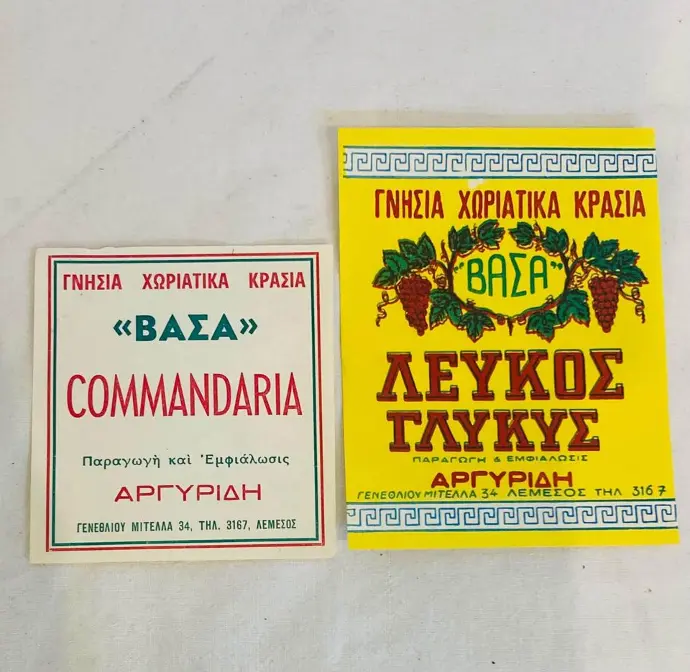 ΓΝΗΣΙΑ ΧΩΡΙΑΤΙΚΑ ΚΡΑΣΙΑ
«ΒΑΣΑ»
COMMANDARIA
Παραγωγὴ καὶ Ἐμφιάλωσις
ΑΡΓΥΡΙΔΗ
ΓΕΝΕΘΛΙΟΥ ΜΙΤΕΛΛΑ 34, ΤΗΛ. 3167, ΛΕΜΕΣΟΣ
ΓΝΗΣΙΑ ΧΩΡΙΑΤΙΚΑ ΚΡΑΣΙΑ
"ΒΑΣΑ"
ΛΕΥΚΟΣ
ΓΛΥΚΥΣ
ΠΑΡΑΓΩΓΗ & ΕΜΦΙΑΛΩΣΙΣ
ΑΡΓΥΡΙΔΗ
ΓΕΝΕΘΛΙΟΥ ΜΙΤΕΛΛΑ 34 ΛΕΜΕΣΟΣ ΤΗΛ 3167